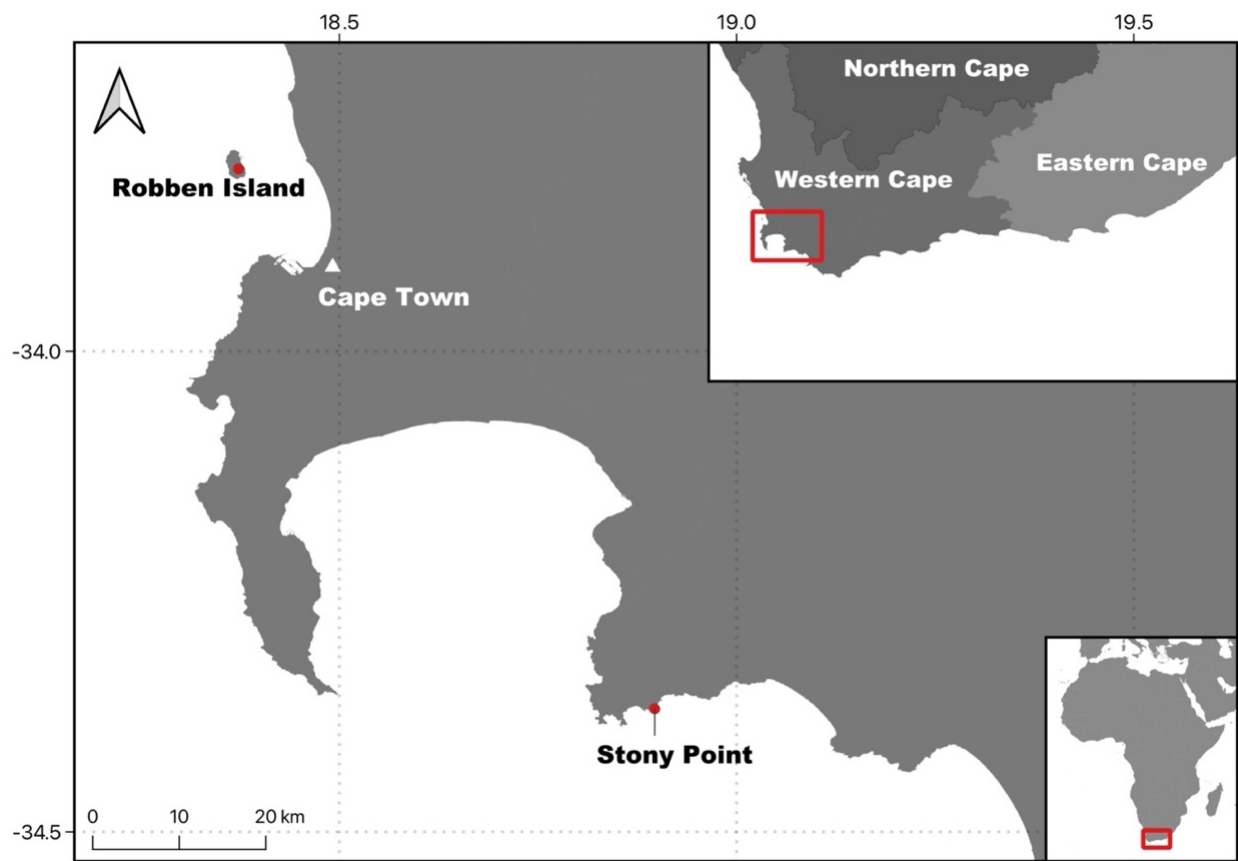 18.5
19.0
19.5
Northern Cape
Eastern Cape
Western Cape
Robben Island
Cape Town
-34.0
Stony Point
0
10
20 km
-34.5